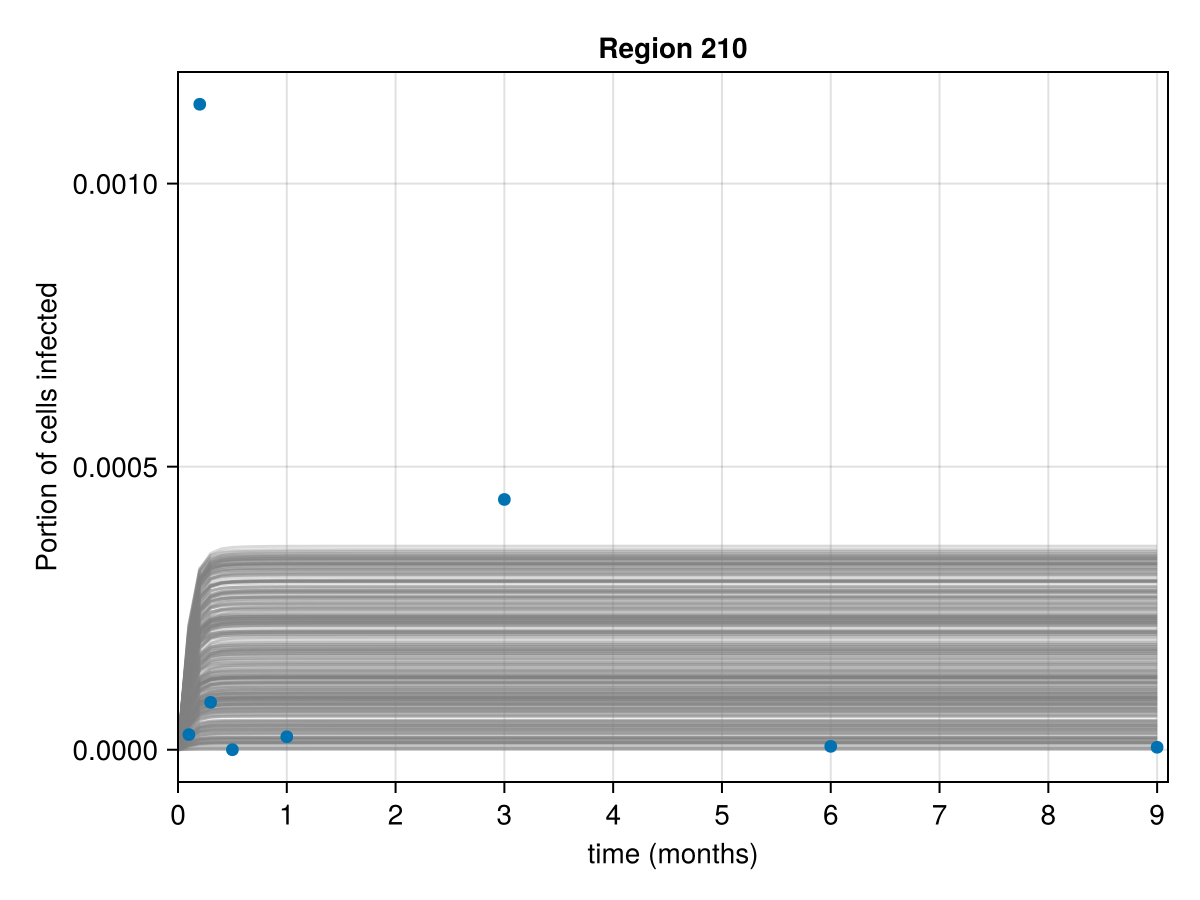 Region 210
Portion of cells infected
0.0010
0.0005
0.0000
0 1 2 3 4 5 6 7 8 9
time (months)